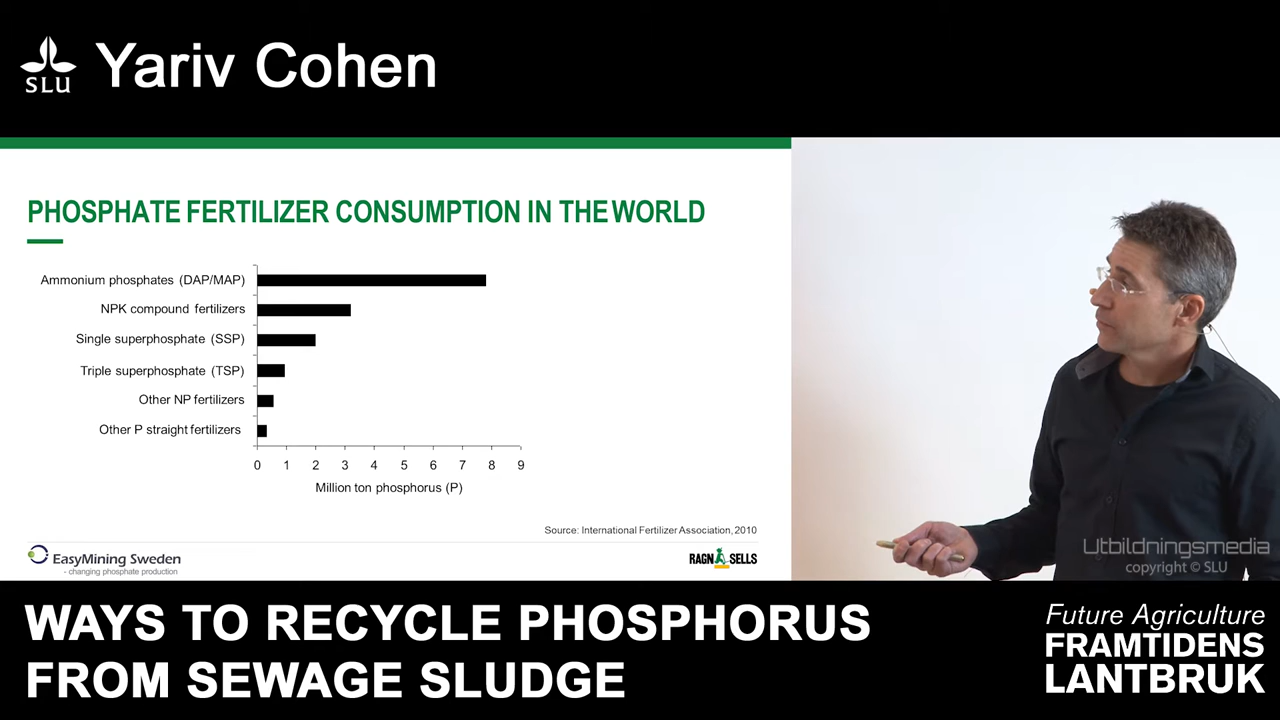 SLU
Yariv Cohen
PHOSPHATE FERTILIZER CONSUMPTION IN THE WORLD
Ammonium phosphates (DAP/MAP)
NPK compound fertilizers
Single superphosphate (SSP)
Triple superphosphate (TSP)
Other NP fertilizers
Other P straight fertilizers
0 1 2 3 4 5 6 7 8 9
Million ton phosphorus (P)
Source: International Fertilizer Association, 2010
EasyMining Sweden
- changing phosphate production
RAGN SELLS
Utbildningsmedia
copyright © SLU
WAYS TO RECYCLE PHOSPHORUS
FROM SEWAGE SLUDGE
Future Agriculture
FRAMTIDENS
LANTBRUK